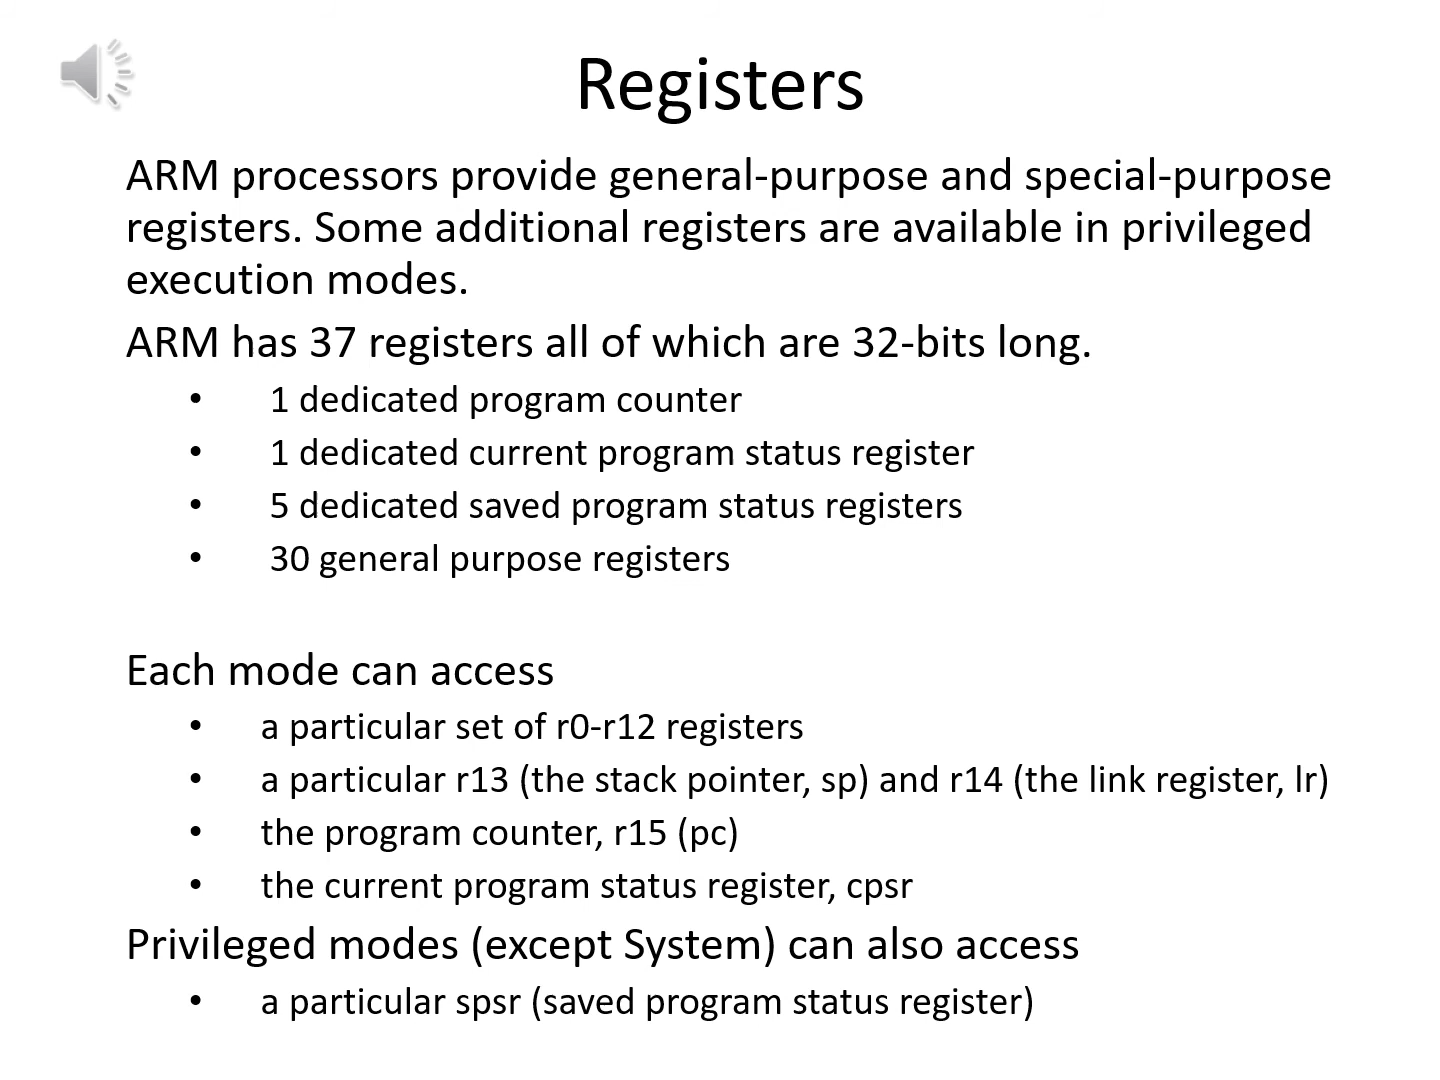 Registers
ARM processors provide general-purpose and special-purpose
registers. Some additional registers are available in privileged
execution modes.
ARM has 37 registers all of which are 32-bits long.
• 1 dedicated program counter
• 1 dedicated current program status register
• 5 dedicated saved program status registers
• 30 general purpose registers
Each mode can access
• a particular set of r0-r12 registers
• a particular r13 (the stack pointer, sp) and r14 (the link register, lr)
• the program counter, r15 (pc)
• the current program status register, cpsr
Privileged modes (except System) can also access
• a particular spsr (saved program status register)